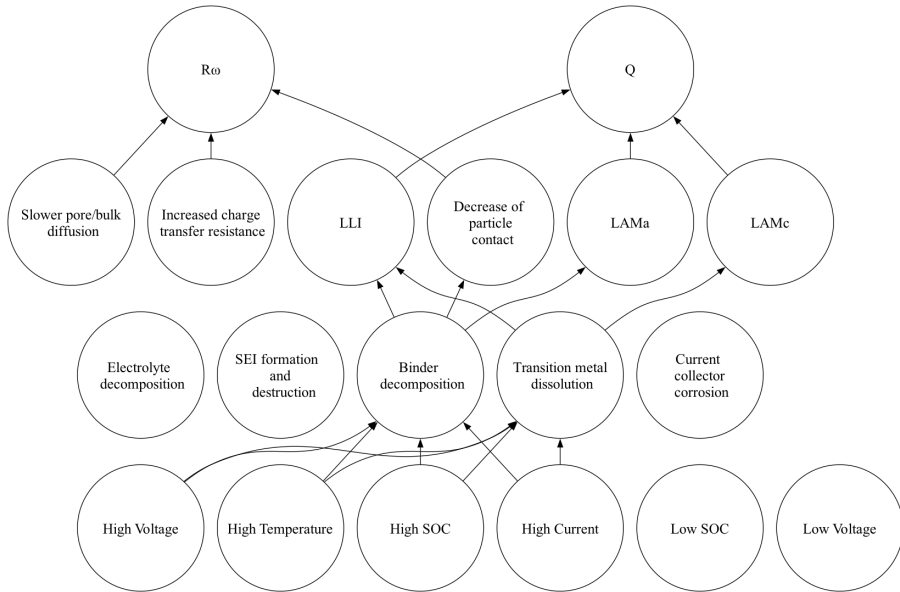 Rω
Q
Slower pore/bulk
diffusion
Increased charge
transfer resistance
LLI
Decrease of
particle
contact
LAMa
LAMc
Electrolyte
decomposition
SEI formation
and
destruction
Binder
decomposition
Transition metal
dissolution
Current
collector
corrosion
High Voltage
High Temperature
High SOC
High Current
Low SOC
Low Voltage